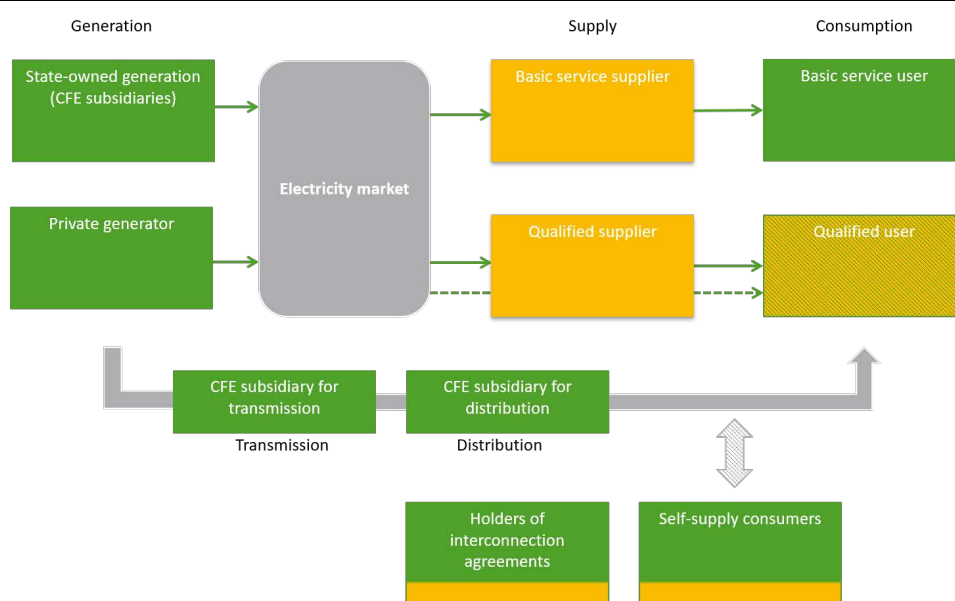 Generation
Supply
Consumption
State-owned generation
(CFE subsidiaries)
Basic service supplier
Basic service user
Electricity market
Private generator
Qualified supplier
Qualified user
CFE subsidiary for
transmission
CFE subsidiary for
distribution
Transmission
Distribution
Holders of
interconnection
agreements
Self-supply consumers